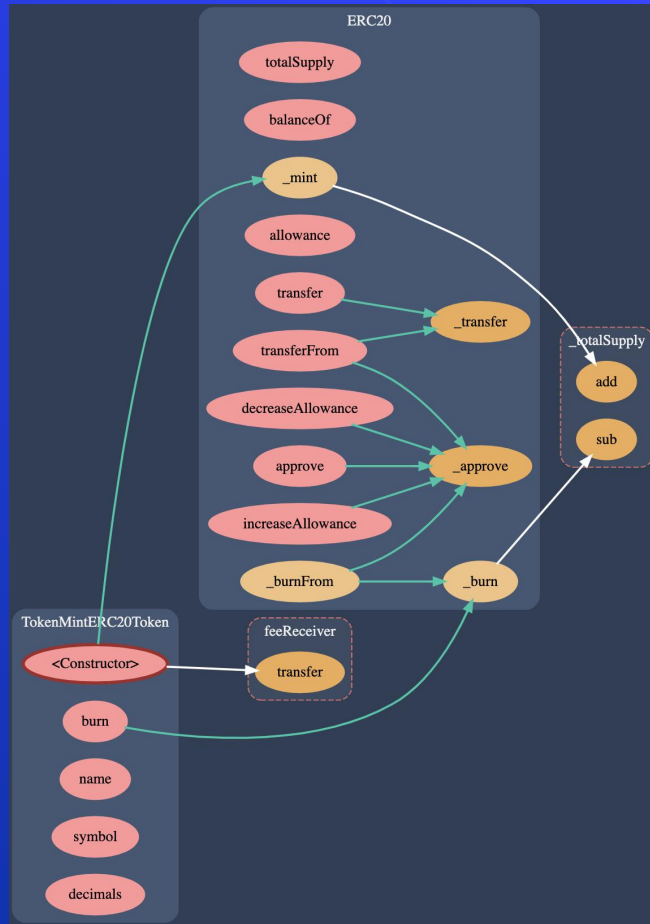 ERC20
totalSupply
balanceOf
_mint
allowance
transfer
_transfer
transferFrom
_totalSupply
add
decreaseAllowance
sub
approve
_approve
increaseAllowance
_burnFrom
_burn
TokenMintERC20Token
feeReceiver
<Constructor>
transfer
burn
name
symbol
decimals